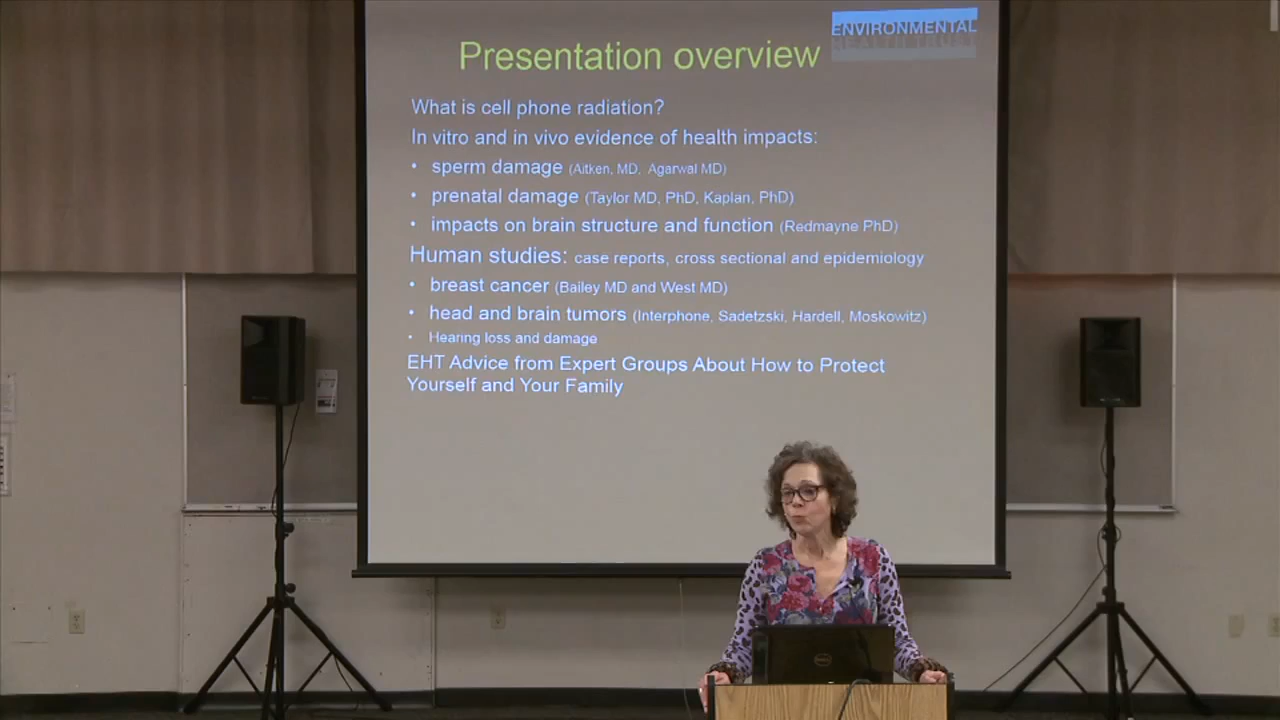 ENVIRONMENTAL
HEALTH TRUST
Presentation overview
What is cell phone radiation?
In vitro and in vivo evidence of health impacts:
• sperm damage (Aitken, MD, Agarwal MD)
• prenatal damage (Taylor MD, PhD, Kaplan, PhD)
• impacts on brain structure and function (Redmayne PhD)
Human studies: case reports, cross sectional and epidemiology
• breast cancer (Bailey MD and West MD)
• head and brain tumors (Interphone, Sadetzski, Hardell, Moskowitz)
• Hearing loss and damage
EHT Advice from Expert Groups About How to Protect
Yourself and Your Family
DELL